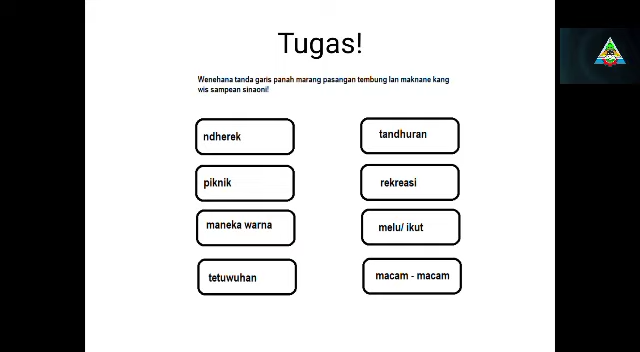 Tugas!
Wenehana tanda garis panah marang pasangan tembung lan maknane kang
wis sampean sinaoni!
ndherek
tandhuran
piknik
rekreasi
maneka warna
melu/ ikut
tetuwuhan
macam - macam